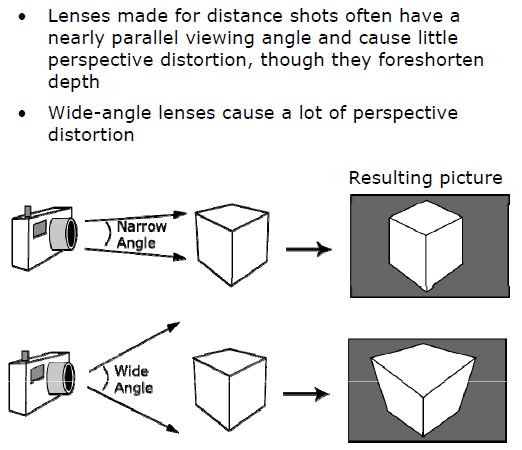 • Lenses made for distance shots often have a
nearly parallel viewing angle and cause little
perspective distortion, though they foreshorten
depth
• Wide-angle lenses cause a lot of perspective
distortion
Resulting picture
Narrow
Angle
Wide
Angle